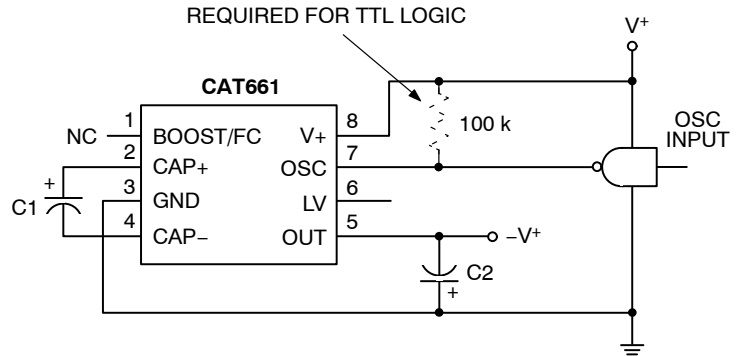 REQUIRED FOR TTL LOGIC
V+
CAT661
OSC
INPUT
NC
1
BOOST/FC
V+
8
100 k
2
CAP+
OSC
7
+
C1
3
GND
LV
6
4
CAP−
OUT
5
−V+
C2
+